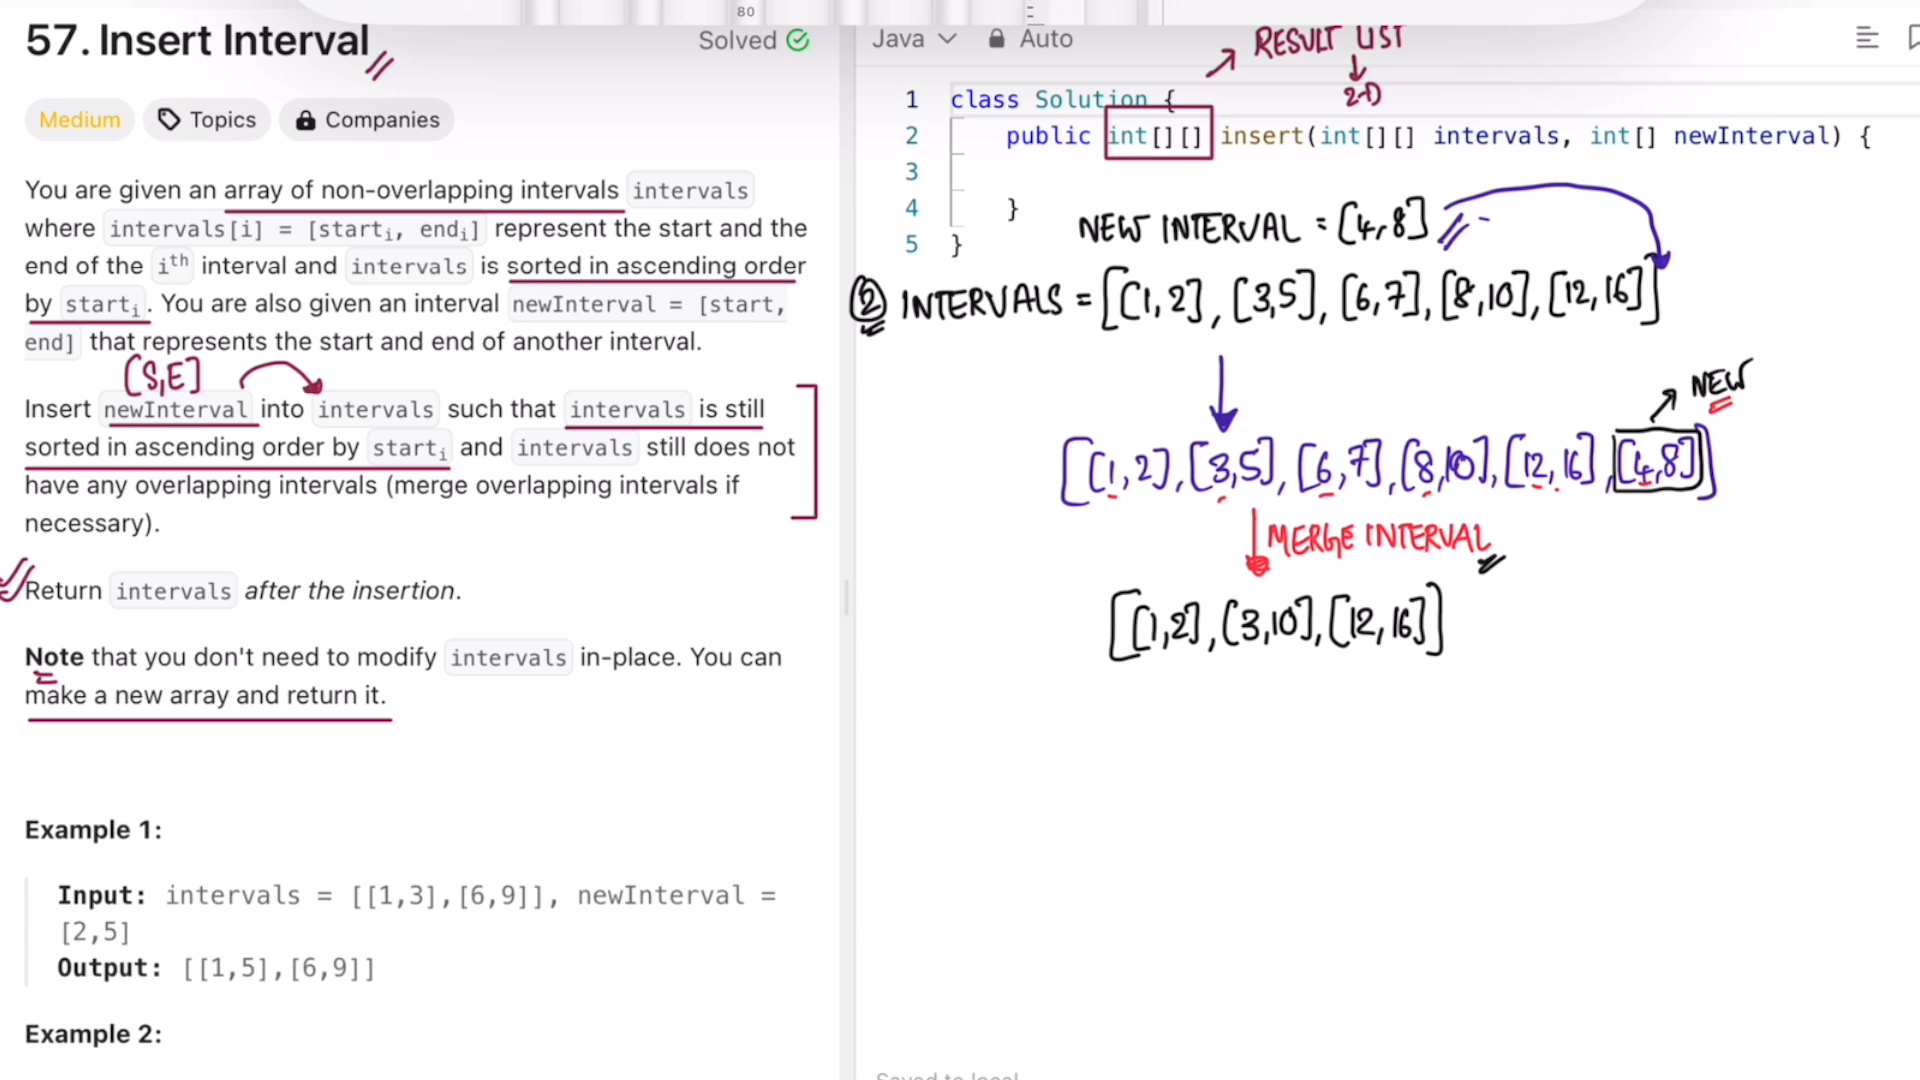 80
57. Insert Interval
Solved
Medium
Topics
Companies
You are given an array of non-overlapping intervals intervals
where intervals[i] = [starti, endi] represent the start and the
end of the ith interval and intervals is sorted in ascending order
by starti. You are also given an interval newInterval = [start,
end] that represents the start and end of another interval.
[S,E]
Insert newInterval into intervals such that intervals is still
sorted in ascending order by starti and intervals still does not
have any overlapping intervals (merge overlapping intervals if
necessary).
Return intervals after the insertion.
Note that you don't need to modify intervals in-place. You can
make a new array and return it.
Example 1:
Input: intervals = [[1,3],[6,9]], newInterval =
[2,5]
Output: [[1,5],[6,9]]
Example 2:
Java
Auto
RESULT LIST
2-D
1 class Solution {
2 public int[][] insert(int[][] intervals, int[] newInterval) {
3
4 }
5 }
NEW INTERVAL = [4,8]
② INTERVALS = [[1,2], [3,5], [6,7], [8,10], [12,16]]
NEW
[[1,2],[3,5],[6,7],[8,10],[12,16],[4,8]]
MERGE INTERVAL
[[1,2],[3,10],[12,16]]
Saved to local